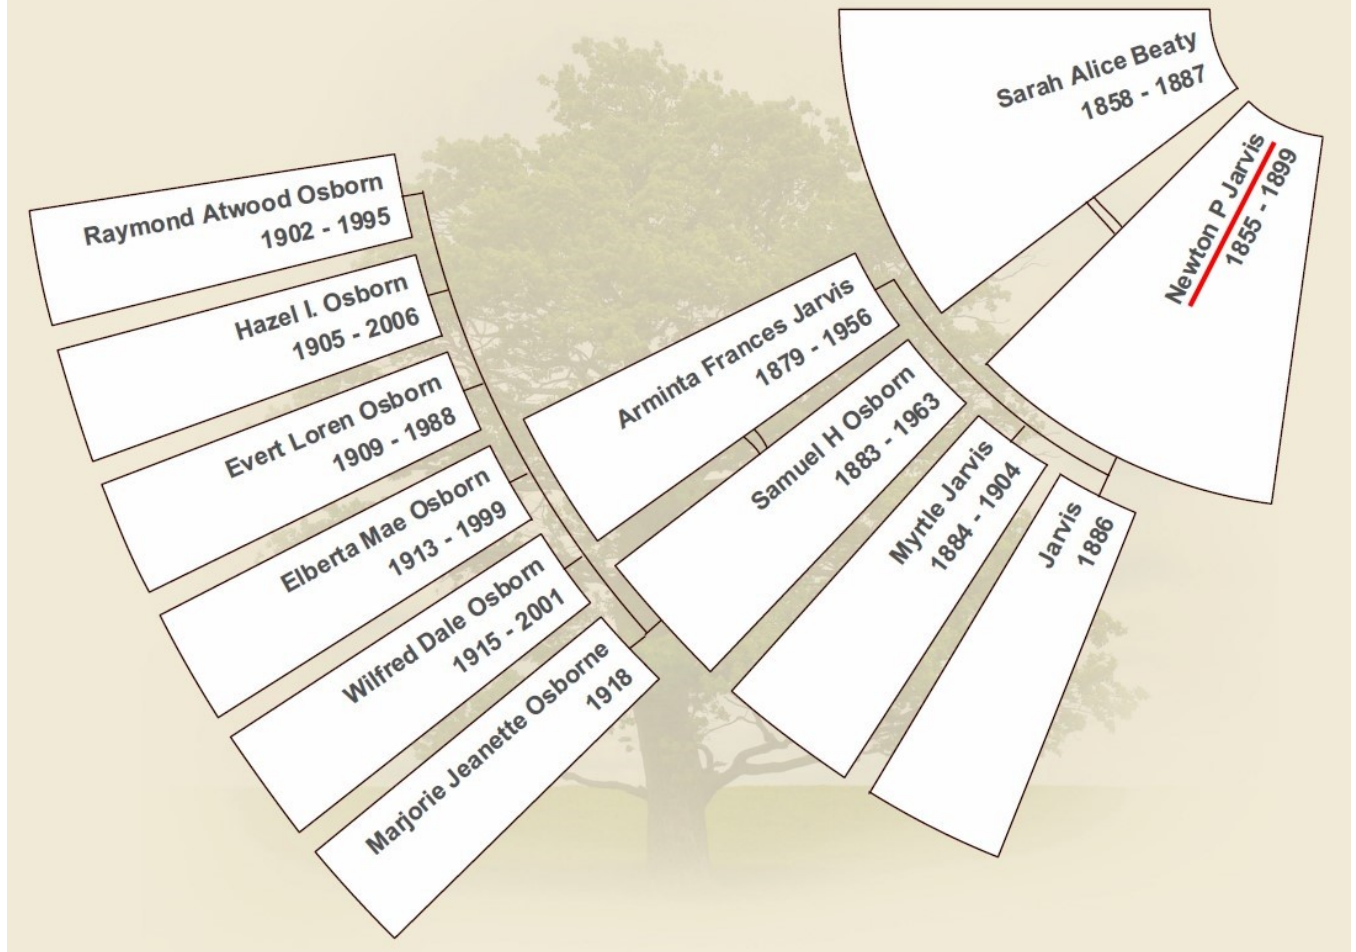 Sarah Alice Beaty
1858 - 1887
Newton P Jarvis
1855 - 1899
Raymond Atwood Osborn
1902 - 1995
Hazel I. Osborn
1905 - 2006
Evert Loren Osborn
1909 - 1988
Elberta Mae Osborn
1913 - 1999
Wilfred Dale Osborn
1915 - 2001
Marjorie Jeanette Osborne
1918
Arminta Frances Jarvis
1879 - 1956
Samuel H Osborn
1883 - 1963
Myrtle Jarvis
1884 - 1904
Jarvis
1886